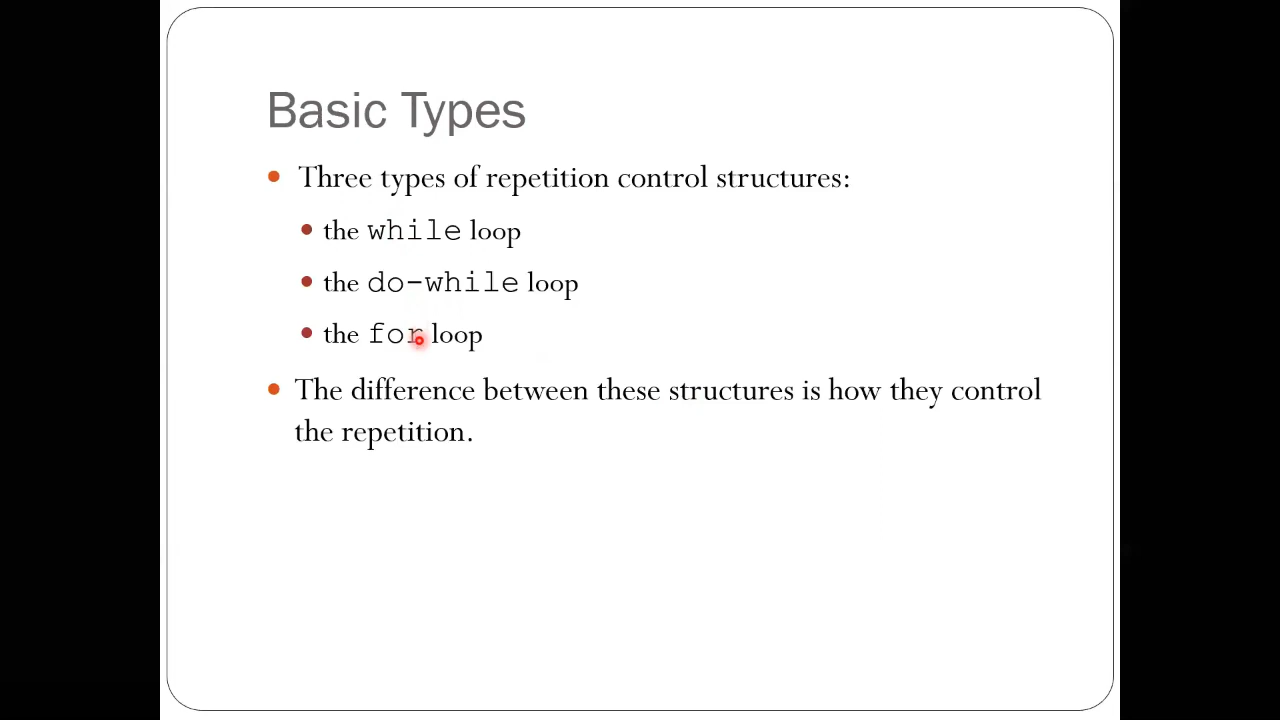 Basic Types
Three types of repetition control structures:
the while loop
the do-while loop
the for loop
The difference between these structures is how they control
the repetition.